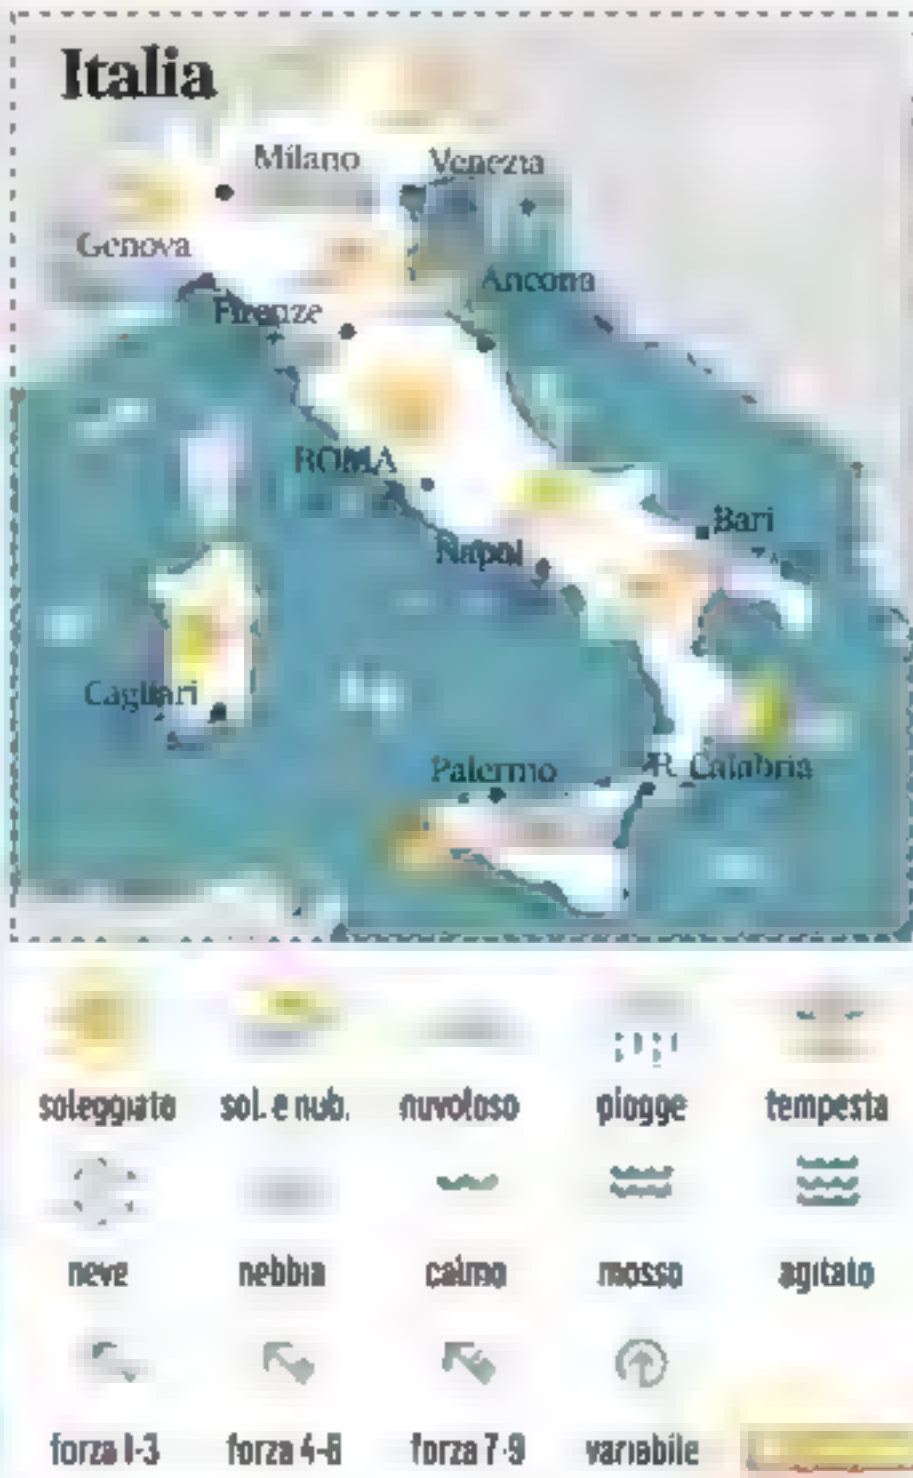 Italia
Milano
Venezia
Genova
Ancona
Firenze
ROMA
Bari
Napoli
Cagliari
Palermo
R. Calabria
soleggiato sol. e nub. nuvoloso piogge tempesta
neve nebbia calmo mosso agitato
forza 1-3 forza 4-6 forza 7-9 variabile